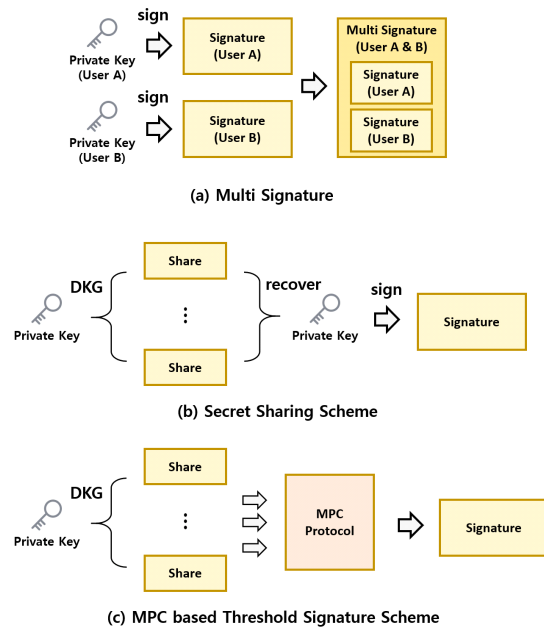 sign
Private Key
(User A)
Signature
(User A)
sign
Private Key
(User B)
Signature
(User B)
Multi Signature
(User A & B)
Signature
(User A)
Signature
(User B)
(a) Multi Signature
DKG
Private Key
Share
Share
recover
Private Key
sign
Signature
(b) Secret Sharing Scheme
DKG
Private Key
Share
Share
MPC
Protocol
Signature
(c) MPC based Threshold Signature Scheme